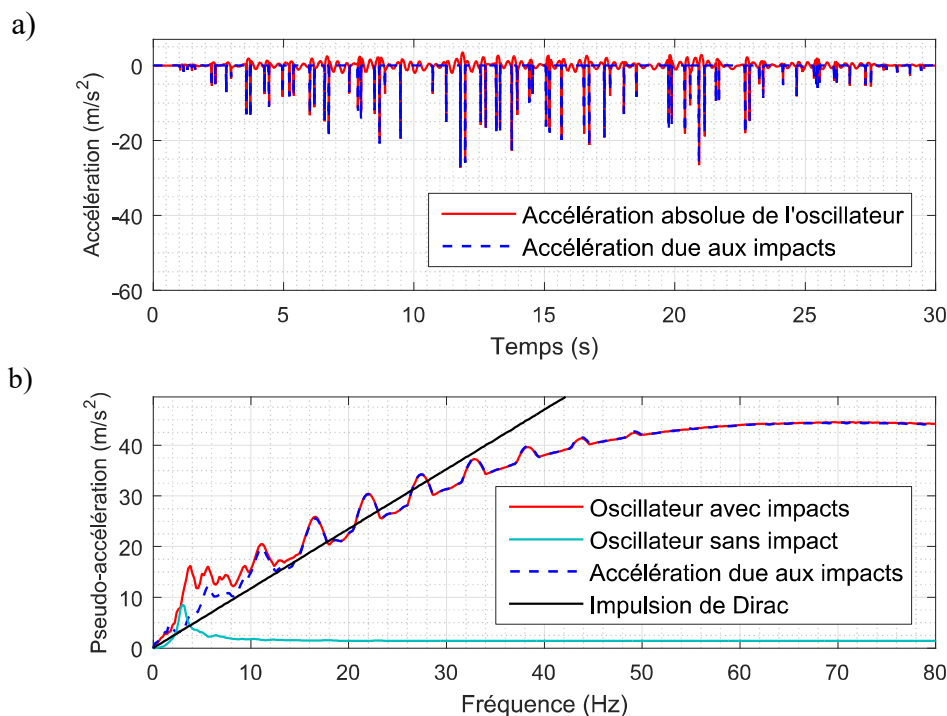 a)
Accélération (m/s²)
0
-20
-40
-60
Accélération absolue de l'oscillateur
Accélération due aux impacts
0 5 10 15 20 25 30
Temps (s)
b)
Pseudo-accélération (m/s²)
40
30
20
10
0
Oscillateur avec impacts
Oscillateur sans impact
Accélération due aux impacts
Impulsion de Dirac
0 10 20 30 40 50 60 70 80
Fréquence (Hz)